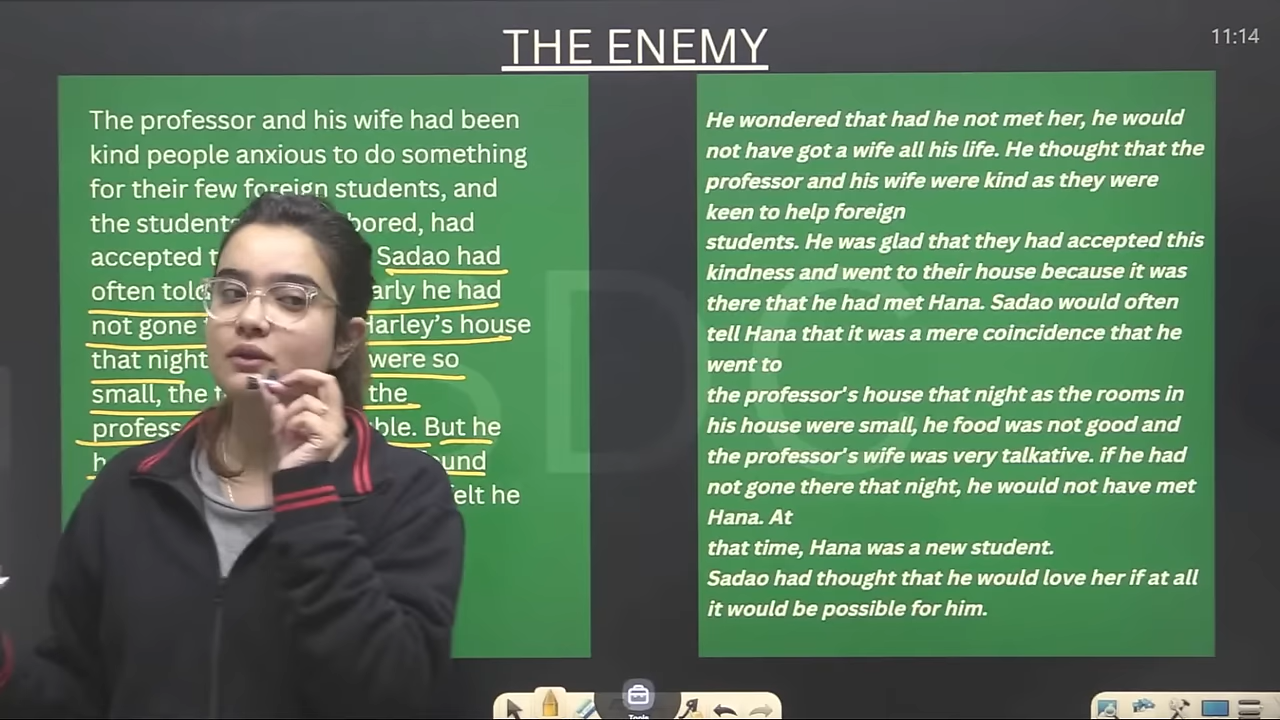 THE ENEMY
11:14
The professor and his wife had been
kind people anxious to do something
for their few foreign students, and
the students bored, had
accepted Sadao had
often told he had
not gone Harley's house
that night were so
small, the the
But he
felt he
He wondered that had he not met her, he would
not have got a wife all his life. He thought that the
professor and his wife were kind as they were
keen to help foreign
students. He was glad that they had accepted this
kindness and went to their house because it was
there that he had met Hana. Sadao would often
tell Hana that it was a mere coincidence that he
went to
the professor's house that night as the rooms in
his house were small, he food was not good and
the professor's wife was very talkative. if he had
not gone there that night, he would not have met
Hana. At
that time, Hana was a new student.
Sadao had thought that he would love her if at all
it would be possible for him.
SDC
Tools